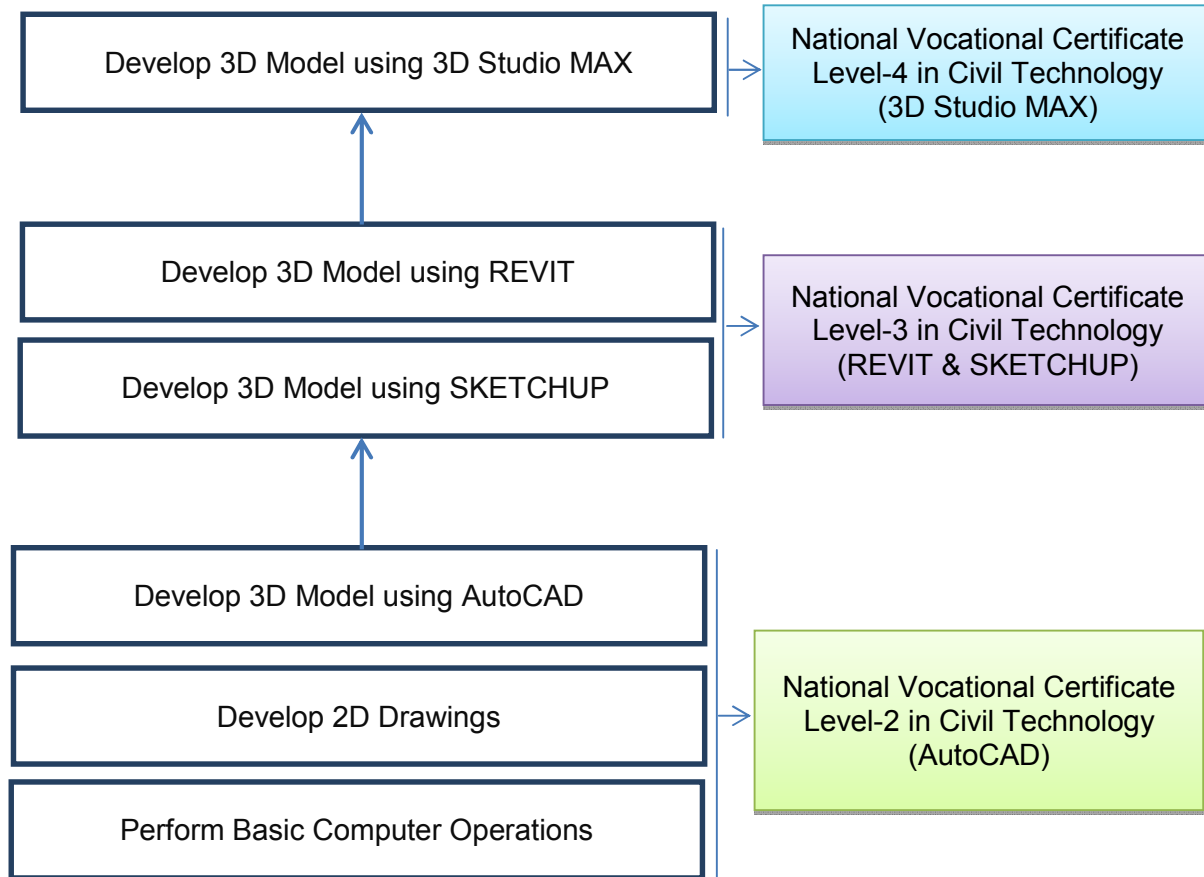 Develop 3D Model using 3D Studio MAX
National Vocational Certificate
Level-4 in Civil Technology
(3D Studio MAX)
Develop 3D Model using REVIT
Develop 3D Model using SKETCHUP
National Vocational Certificate
Level-3 in Civil Technology
(REVIT & SKETCHUP)
Develop 3D Model using AutoCAD
Develop 2D Drawings
Perform Basic Computer Operations
National Vocational Certificate
Level-2 in Civil Technology
(AutoCAD)